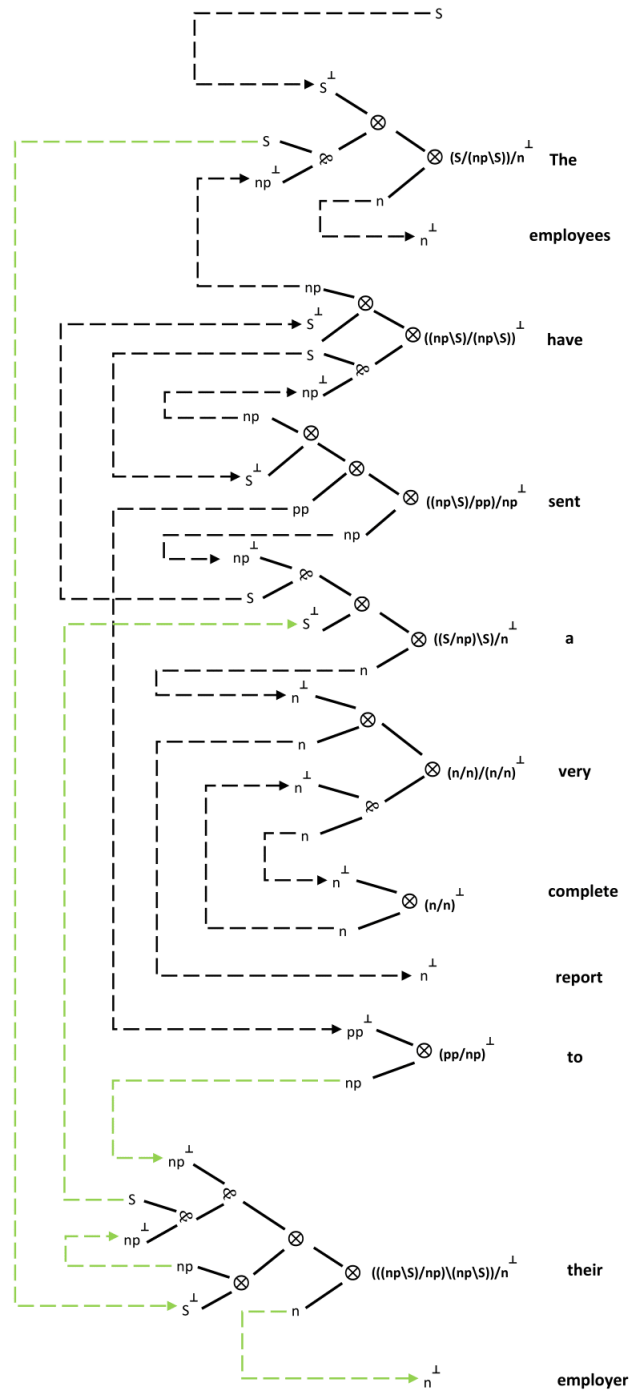 S
S⊥
⊗
S
⅋
⊗ (S/(np\S))/n⊥ The
np⊥
n
n⊥ employees
np
⊗
S⊥
⊗ ((np\S)/(np\S))⊥ have
S
⅋
np⊥
np
⊗
⊗
S⊥
⊗ ((np\S)/pp)/np⊥ sent
pp
np
np⊥
⅋
S
⊗
S⊥
⊗ ((S/np)\S)/n⊥ a
n
n⊥
⊗
n
⊗ (n/n)/(n/n)⊥ very
n⊥
⅋
n
n⊥
⊗ (n/n)⊥ complete
n
n⊥ report
pp⊥
⊗ (pp/np)⊥ to
np
np⊥
⅋
S
⅋
np⊥
⊗
np
⊗
⊗ (((np\S)/np)\(np\S))/n⊥ their
S⊥
n
n⊥ employer